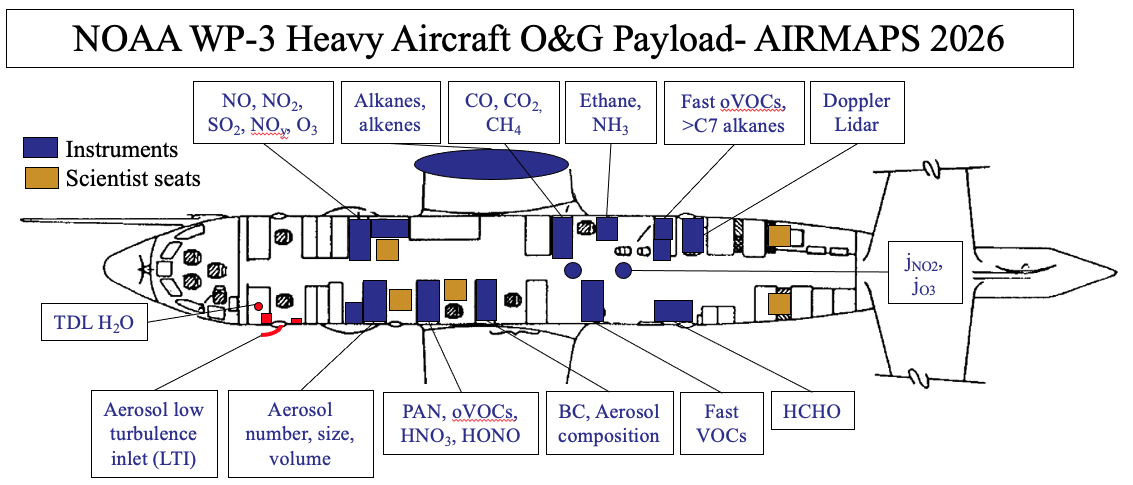 NOAA WP-3 Heavy Aircraft O&G Payload- AIRMAPS 2026
NO, NO₂,
SO₂, NOᵧ, O₃
Alkanes,
alkenes
CO, CO₂,
CH₄
Ethane,
NH₃
Fast oVOCs,
>C7 alkanes
Doppler
Lidar
Instruments
Scientist seats
jNO2,
jO3
TDL H₂O
Aerosol low
turbulence
inlet (LTI)
Aerosol
number, size,
volume
PAN, oVOCs,
HNO₃, HONO
BC, Aerosol
composition
Fast
VOCs
HCHO